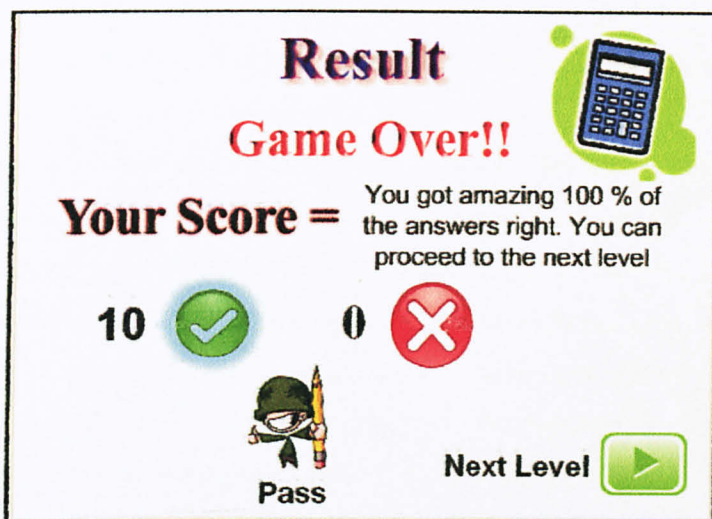 Result
Game Over!!
Your Score =
You got amazing 100 % of
the answers right. You can
proceed to the next level
10
0
Pass
Next Level